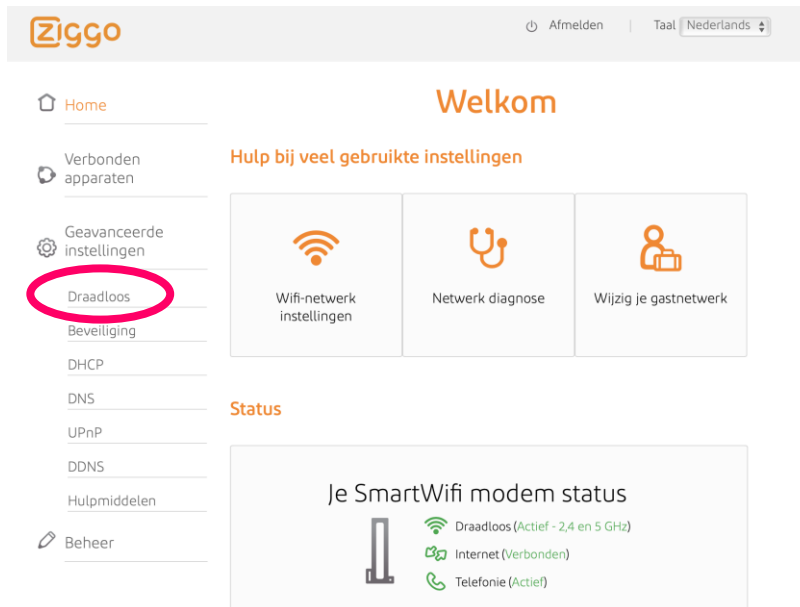 Ziggo
Afmelden | Taal Nederlands
Home
Verbonden
apparaten
Geavanceerde
instellingen
Draadloos
Beveiliging
DHCP
DNS
UPnP
DDNS
Hulpmiddelen
Beheer
Welkom
Hulp bij veel gebruikte instellingen
Wifi-netwerk
instellingen
Netwerk diagnose
Wijzig je gastnetwerk
Status
Je SmartWifi modem status
Draadloos (Actief - 2,4 en 5 GHz)
Internet (Verbonden)
Telefonie (Actief)